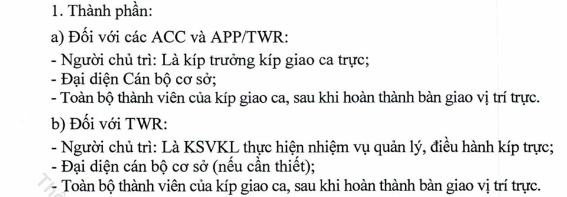 1. Thành phần:
a) Đối với các ACC và APP/TWR:
- Người chủ trì: Là kíp trưởng kíp giao ca trực;
- Đại diện Cán bộ cơ sở;
- Toàn bộ thành viên của kíp giao ca, sau khi hoàn thành bàn giao vị trí trực.
b) Đối với TWR:
- Người chủ trì: Là KSVKL thực hiện nhiệm vụ quản lý, điều hành kíp trực;
- Đại diện cán bộ cơ sở (nếu cần thiết);
- Toàn bộ thành viên của kíp giao ca, sau khi hoàn thành bàn giao vị trí trực.